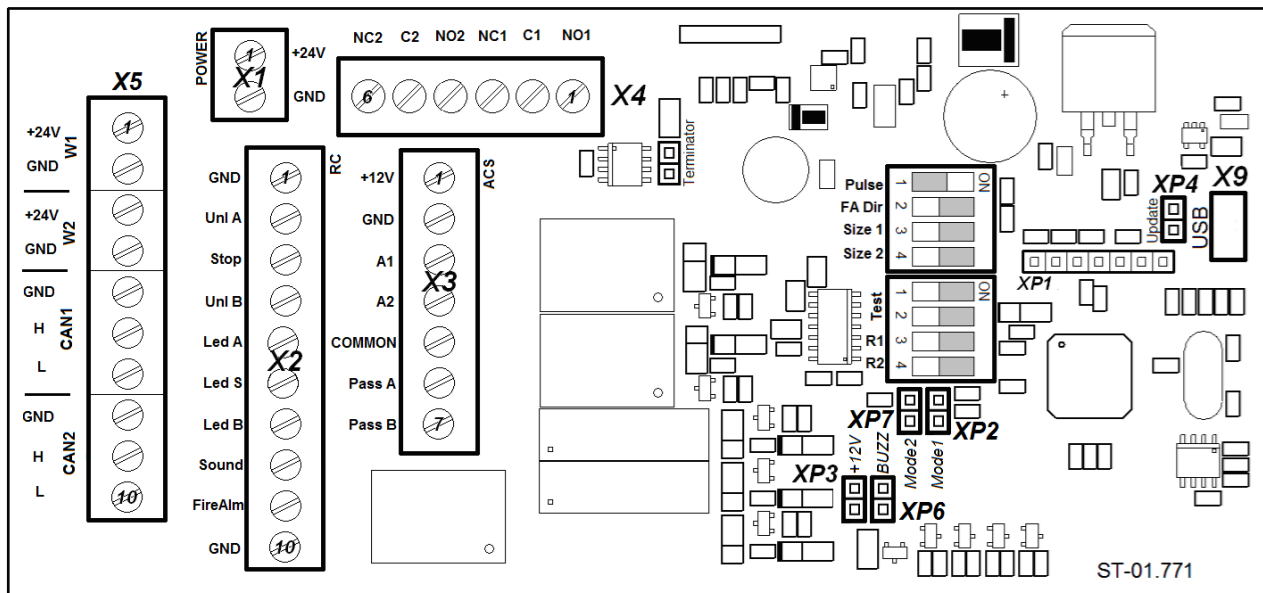 X5
+24V
W1
1
GND
+24V
W2
GND
GND
H
CAN1
L
GND
H
CAN2
L
10
POWER
1
+24V
X1
GND
NC2 C2 NO2 NC1 C1 NO1
6 1
X4
RC
GND 1
Unl A
Stop
Unl B
Led A
X2
Led S
Led B
Sound
FireAlm
GND 10
ACS
+12V 1
GND
A1
X3
A2
COMMON
Pass A
Pass B 7
Terminator
+
Pulse 1 ON
FA Dir 2
Size 1 3
Size 2 4
Test 1 ON
2
R1 3
R2 4
XP4
Update
X9
USB
XP1
XP7
Mode2
Mode1
XP2
XP3
+12V
BUZZ
XP6
ST-01.771